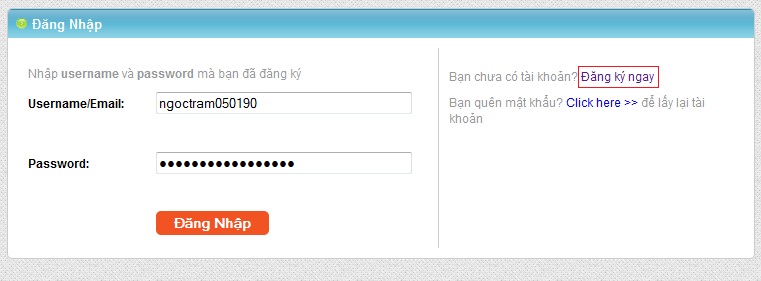 Đăng Nhập
Nhập username và password mà bạn đã đăng ký
Username/Email:
ngoctram050190
Password:
●●●●●●●●●●●●●●●●●
Đăng Nhập
Bạn chưa có tài khoản? Đăng ký ngay
Bạn quên mật khẩu? Click here >> để lấy lại tài
khoản